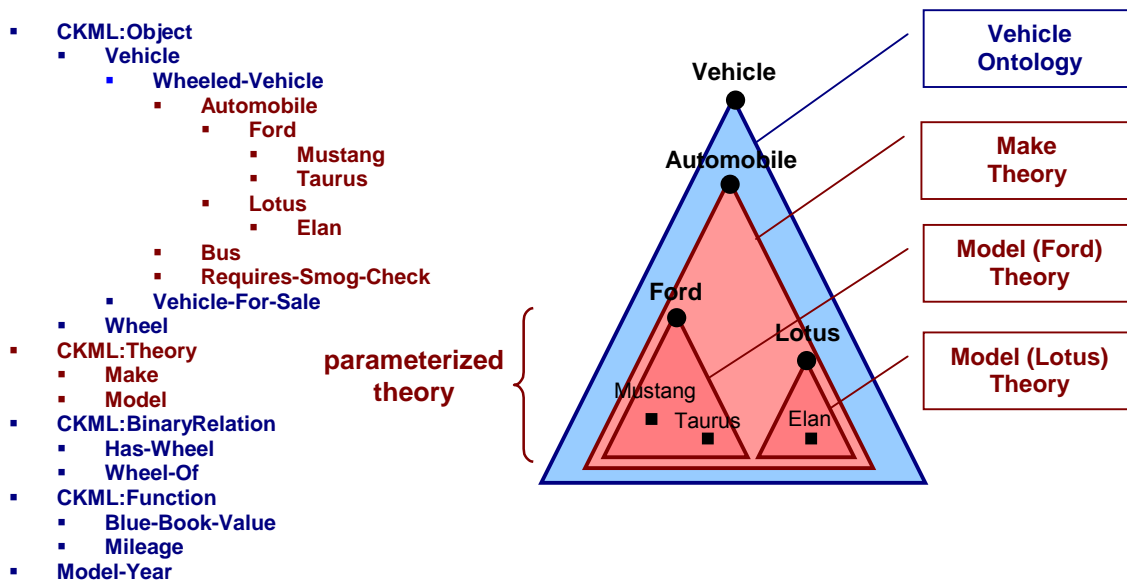 CKML:Object
Vehicle
Wheeled-Vehicle
Automobile
Ford
Mustang
Taurus
Lotus
Elan
Bus
Requires-Smog-Check
Vehicle-For-Sale
Wheel
CKML:Theory
Make
Model
CKML:BinaryRelation
Has-Wheel
Wheel-Of
CKML:Function
Blue-Book-Value
Mileage
Model-Year
parameterized
theory
Vehicle
Automobile
Ford
Lotus
Mustang
Taurus
Elan
Vehicle
Ontology
Make
Theory
Model (Ford)
Theory
Model (Lotus)
Theory